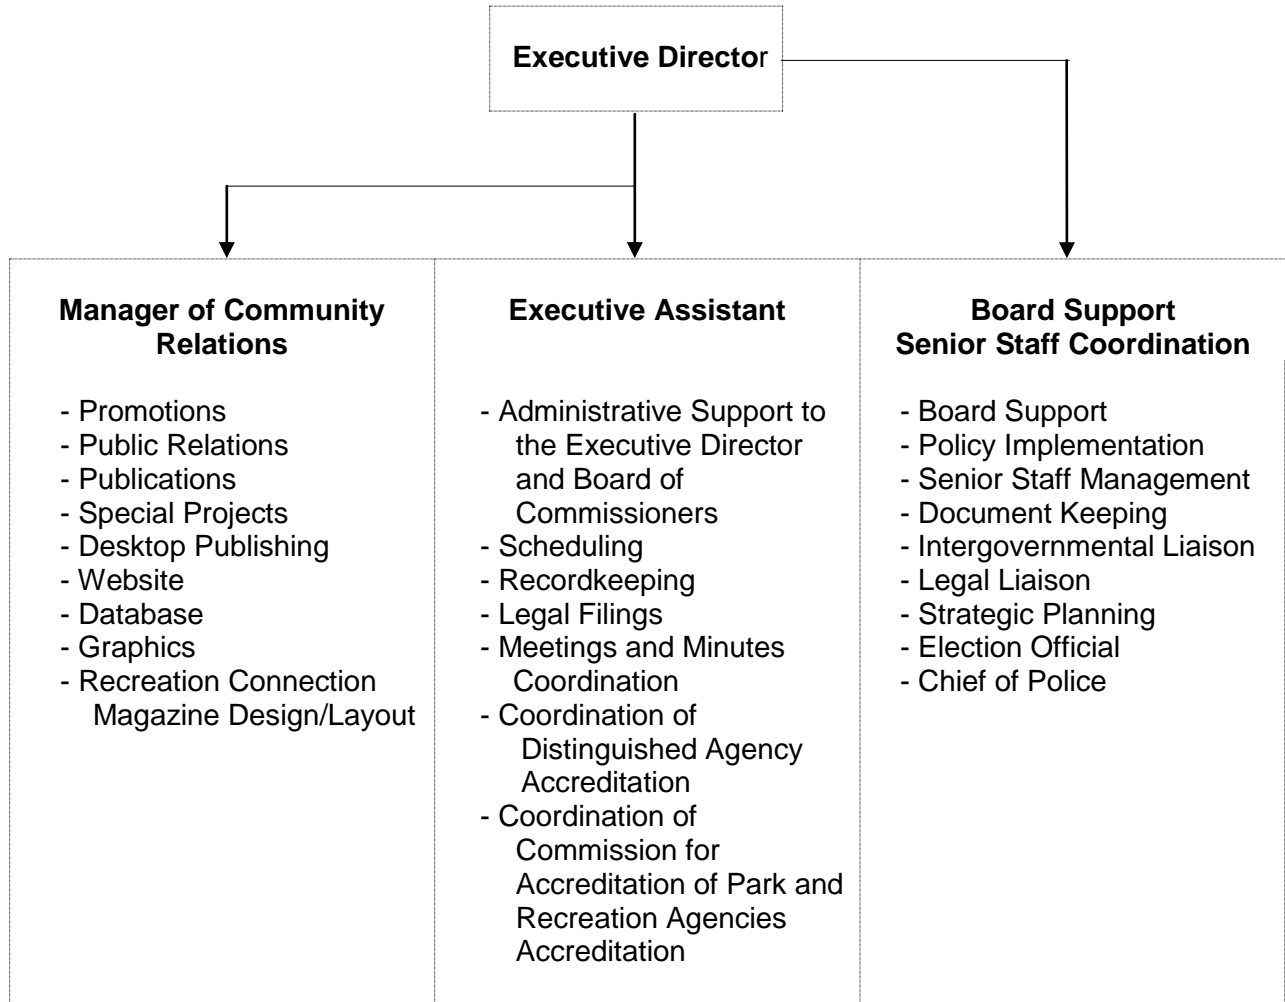 Executive Director
Manager of Community
Relations
- Promotions
- Public Relations
- Publications
- Special Projects
- Desktop Publishing
- Website
- Database
- Graphics
- Recreation Connection
Magazine Design/Layout
Executive Assistant
- Administrative Support to
the Executive Director
and Board of
Commissioners
- Scheduling
- Recordkeeping
- Legal Filings
- Meetings and Minutes
Coordination
- Coordination of
Distinguished Agency
Accreditation
- Coordination of
Commission for
Accreditation of Park and
Recreation Agencies
Accreditation
Board Support
Senior Staff Coordination
- Board Support
- Policy Implementation
- Senior Staff Management
- Document Keeping
- Intergovernmental Liaison
- Legal Liaison
- Strategic Planning
- Election Official
- Chief of Police